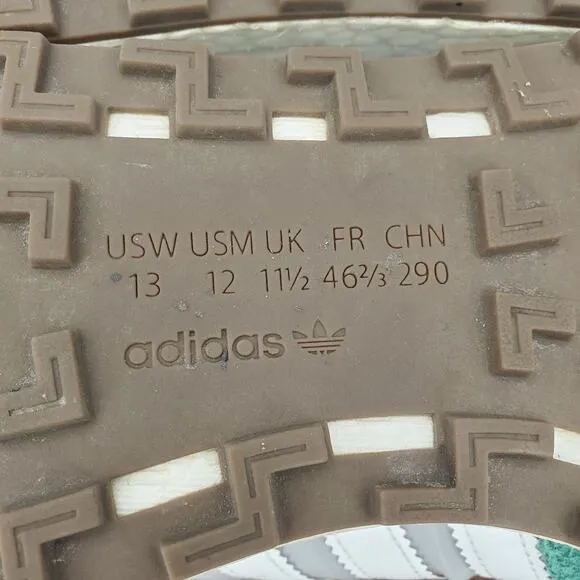 USW USM UK FR CHN
13 12 11½ 46⅔ 290
adidas